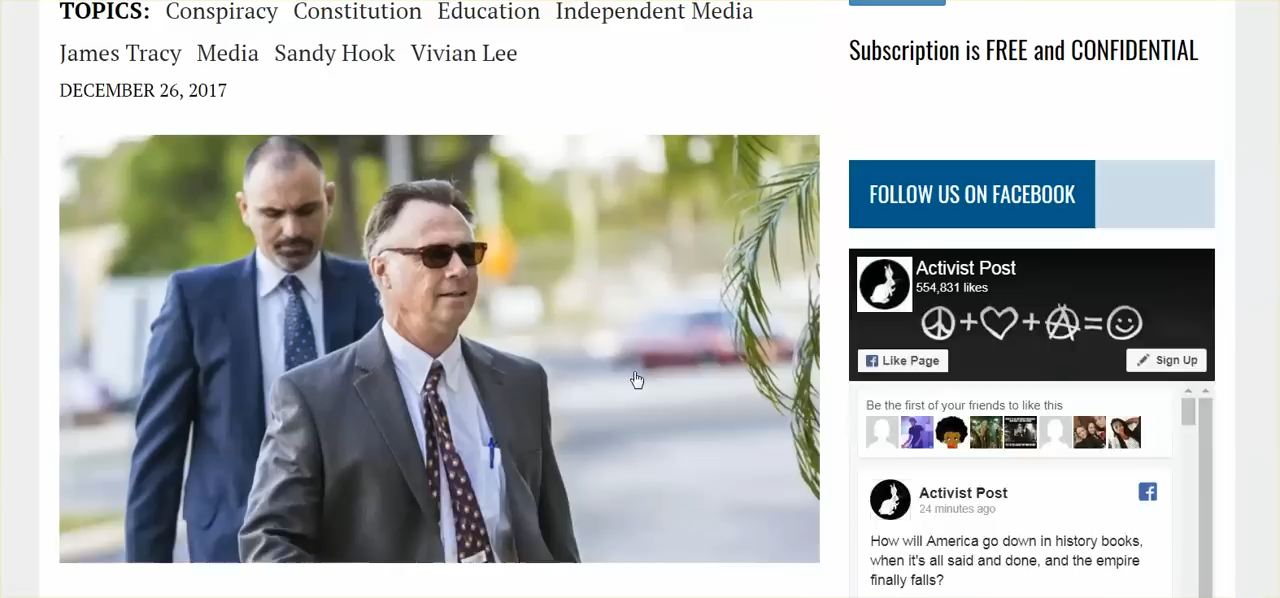 TOPICS: Conspiracy Constitution Education Independent Media
James Tracy Media Sandy Hook Vivian Lee
DECEMBER 26, 2017
Subscription is FREE and CONFIDENTIAL
FOLLOW US ON FACEBOOK
Activist Post
554,831 likes
Like Page
Sign Up
Be the first of your friends to like this
Activist Post
24 minutes ago
How will America go down in history books,
when it's all said and done, and the empire
finally falls?